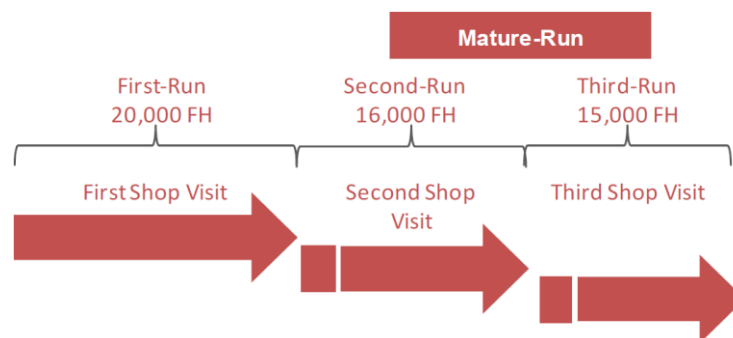 Mature-Run
First-Run
20,000 FH
Second-Run
16,000 FH
Third-Run
15,000 FH
First Shop Visit
Second Shop
Visit
Third Shop Visit